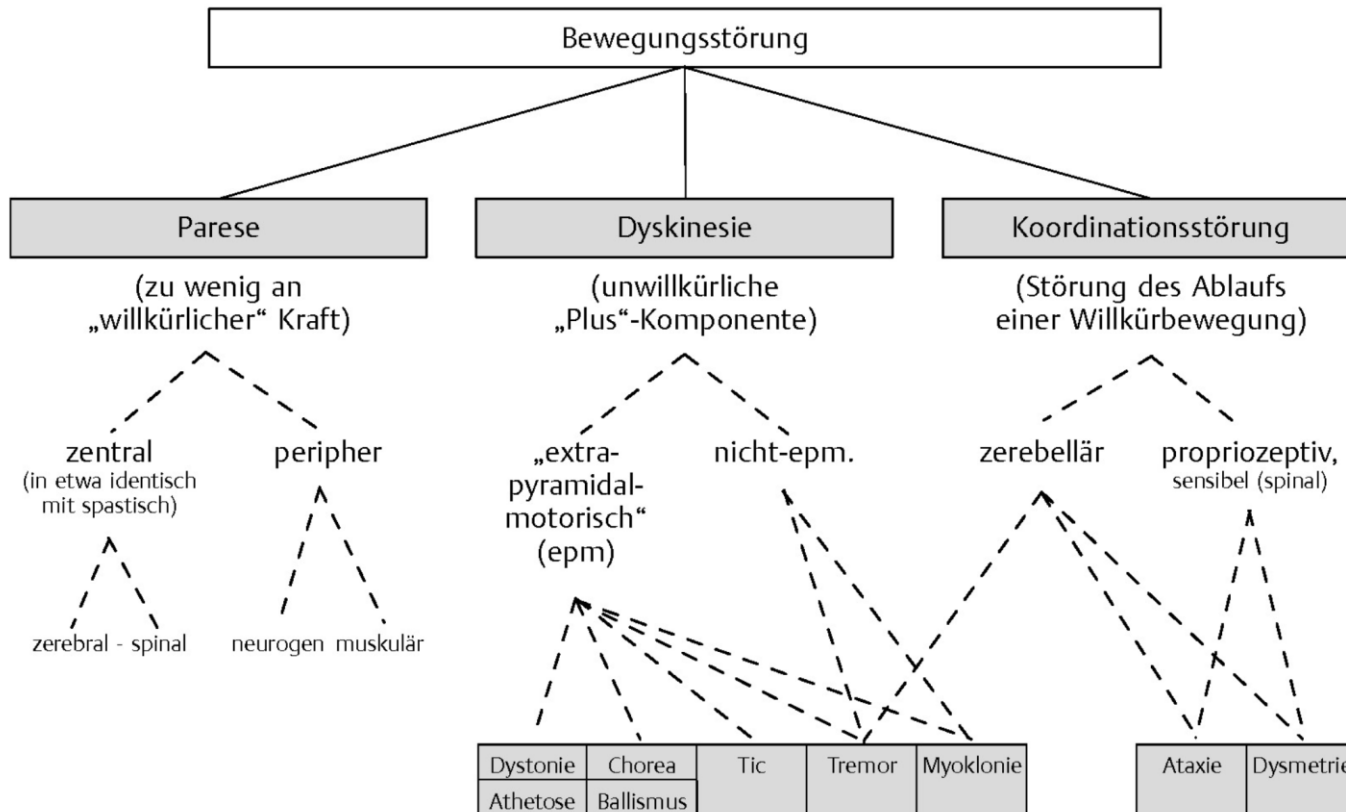 Bewegungsstörung
Parese
Dyskinesie
Koordinationsstörung
(zu wenig an
„willkürlicher“ Kraft)
(unwillkürliche
„Plus“-Komponente)
(Störung des Ablaufs
einer Willkürbewegung)
zentral
(in etwa identisch
mit spastisch)
peripher
„extra-
pyramidal-
motorisch“
(epm)
nicht-epm.
zerebellär
propriozeptiv,
sensibel (spinal)
zerebral - spinal
neurogen muskulär
Dystonie
Chorea
Tic
Tremor
Myoklonie
Ataxie
Dysmetrie
Athetose
Ballismus